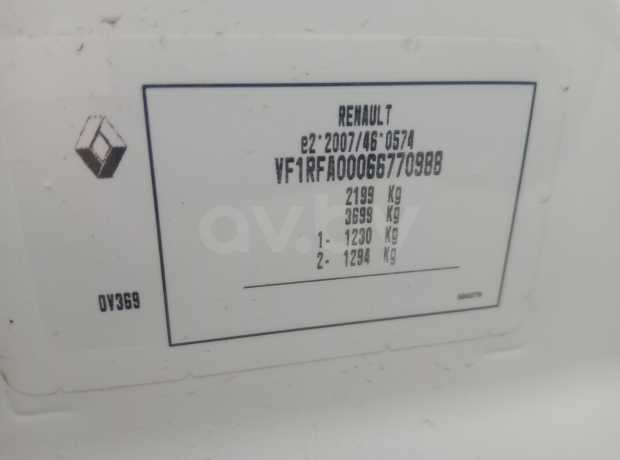 RENAULT
e2*2007/46*0574
VF1RFA00066770988
2199 Kg
3699 Kg
1- 1230 Kg
2- 1294 Kg
0V369
av.by